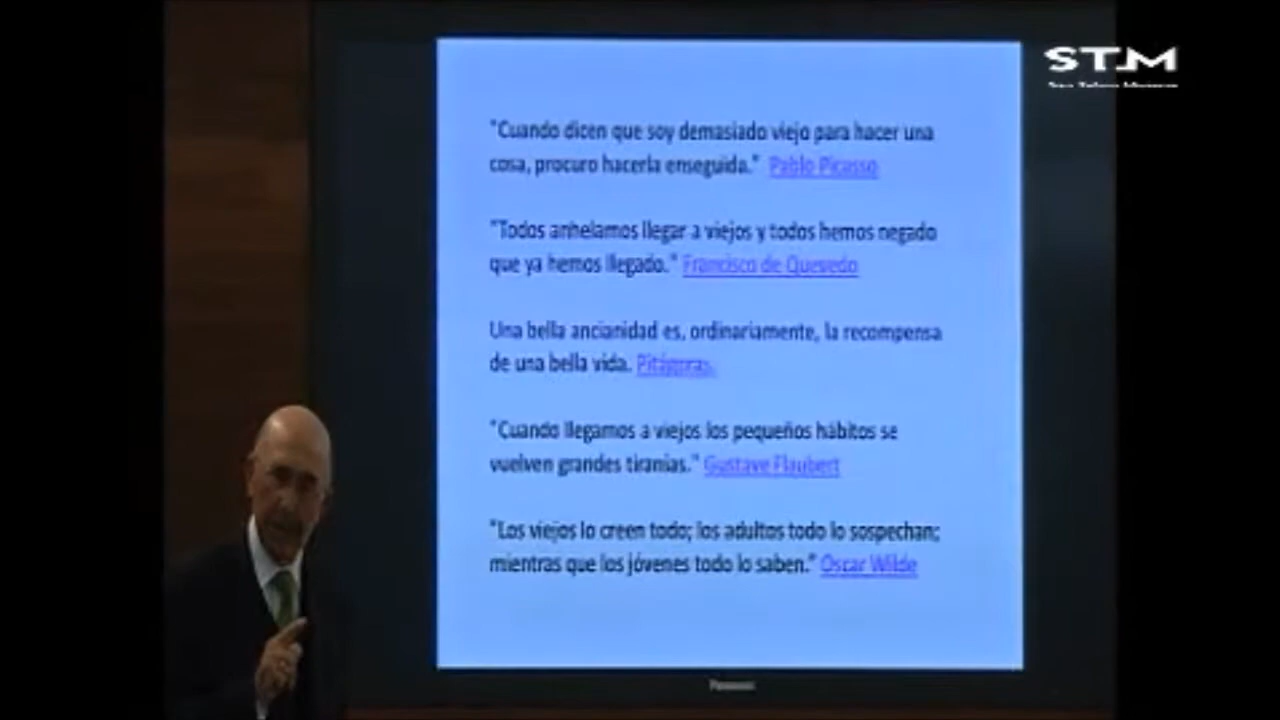 STM
"Cuando dicen que soy demasiado viejo para hacer una
cosa, procuro hacerla enseguida." Pablo Picasso
"Todos anhelamos llegar a viejos y todos hemos negado
que ya hemos llegado." Francisco de Quevedo
Una bella ancianidad es, ordinariamente, la recompensa
de una bella vida. Pitágoras.
"Cuando llegamos a viejos los pequeños hábitos se
vuelven grandes tiranías." Gustave Flaubert
"Los viejos lo creen todo; los adultos todo lo sospechan;
mientras que los jóvenes todo lo saben." Oscar Wilde
Panasonic